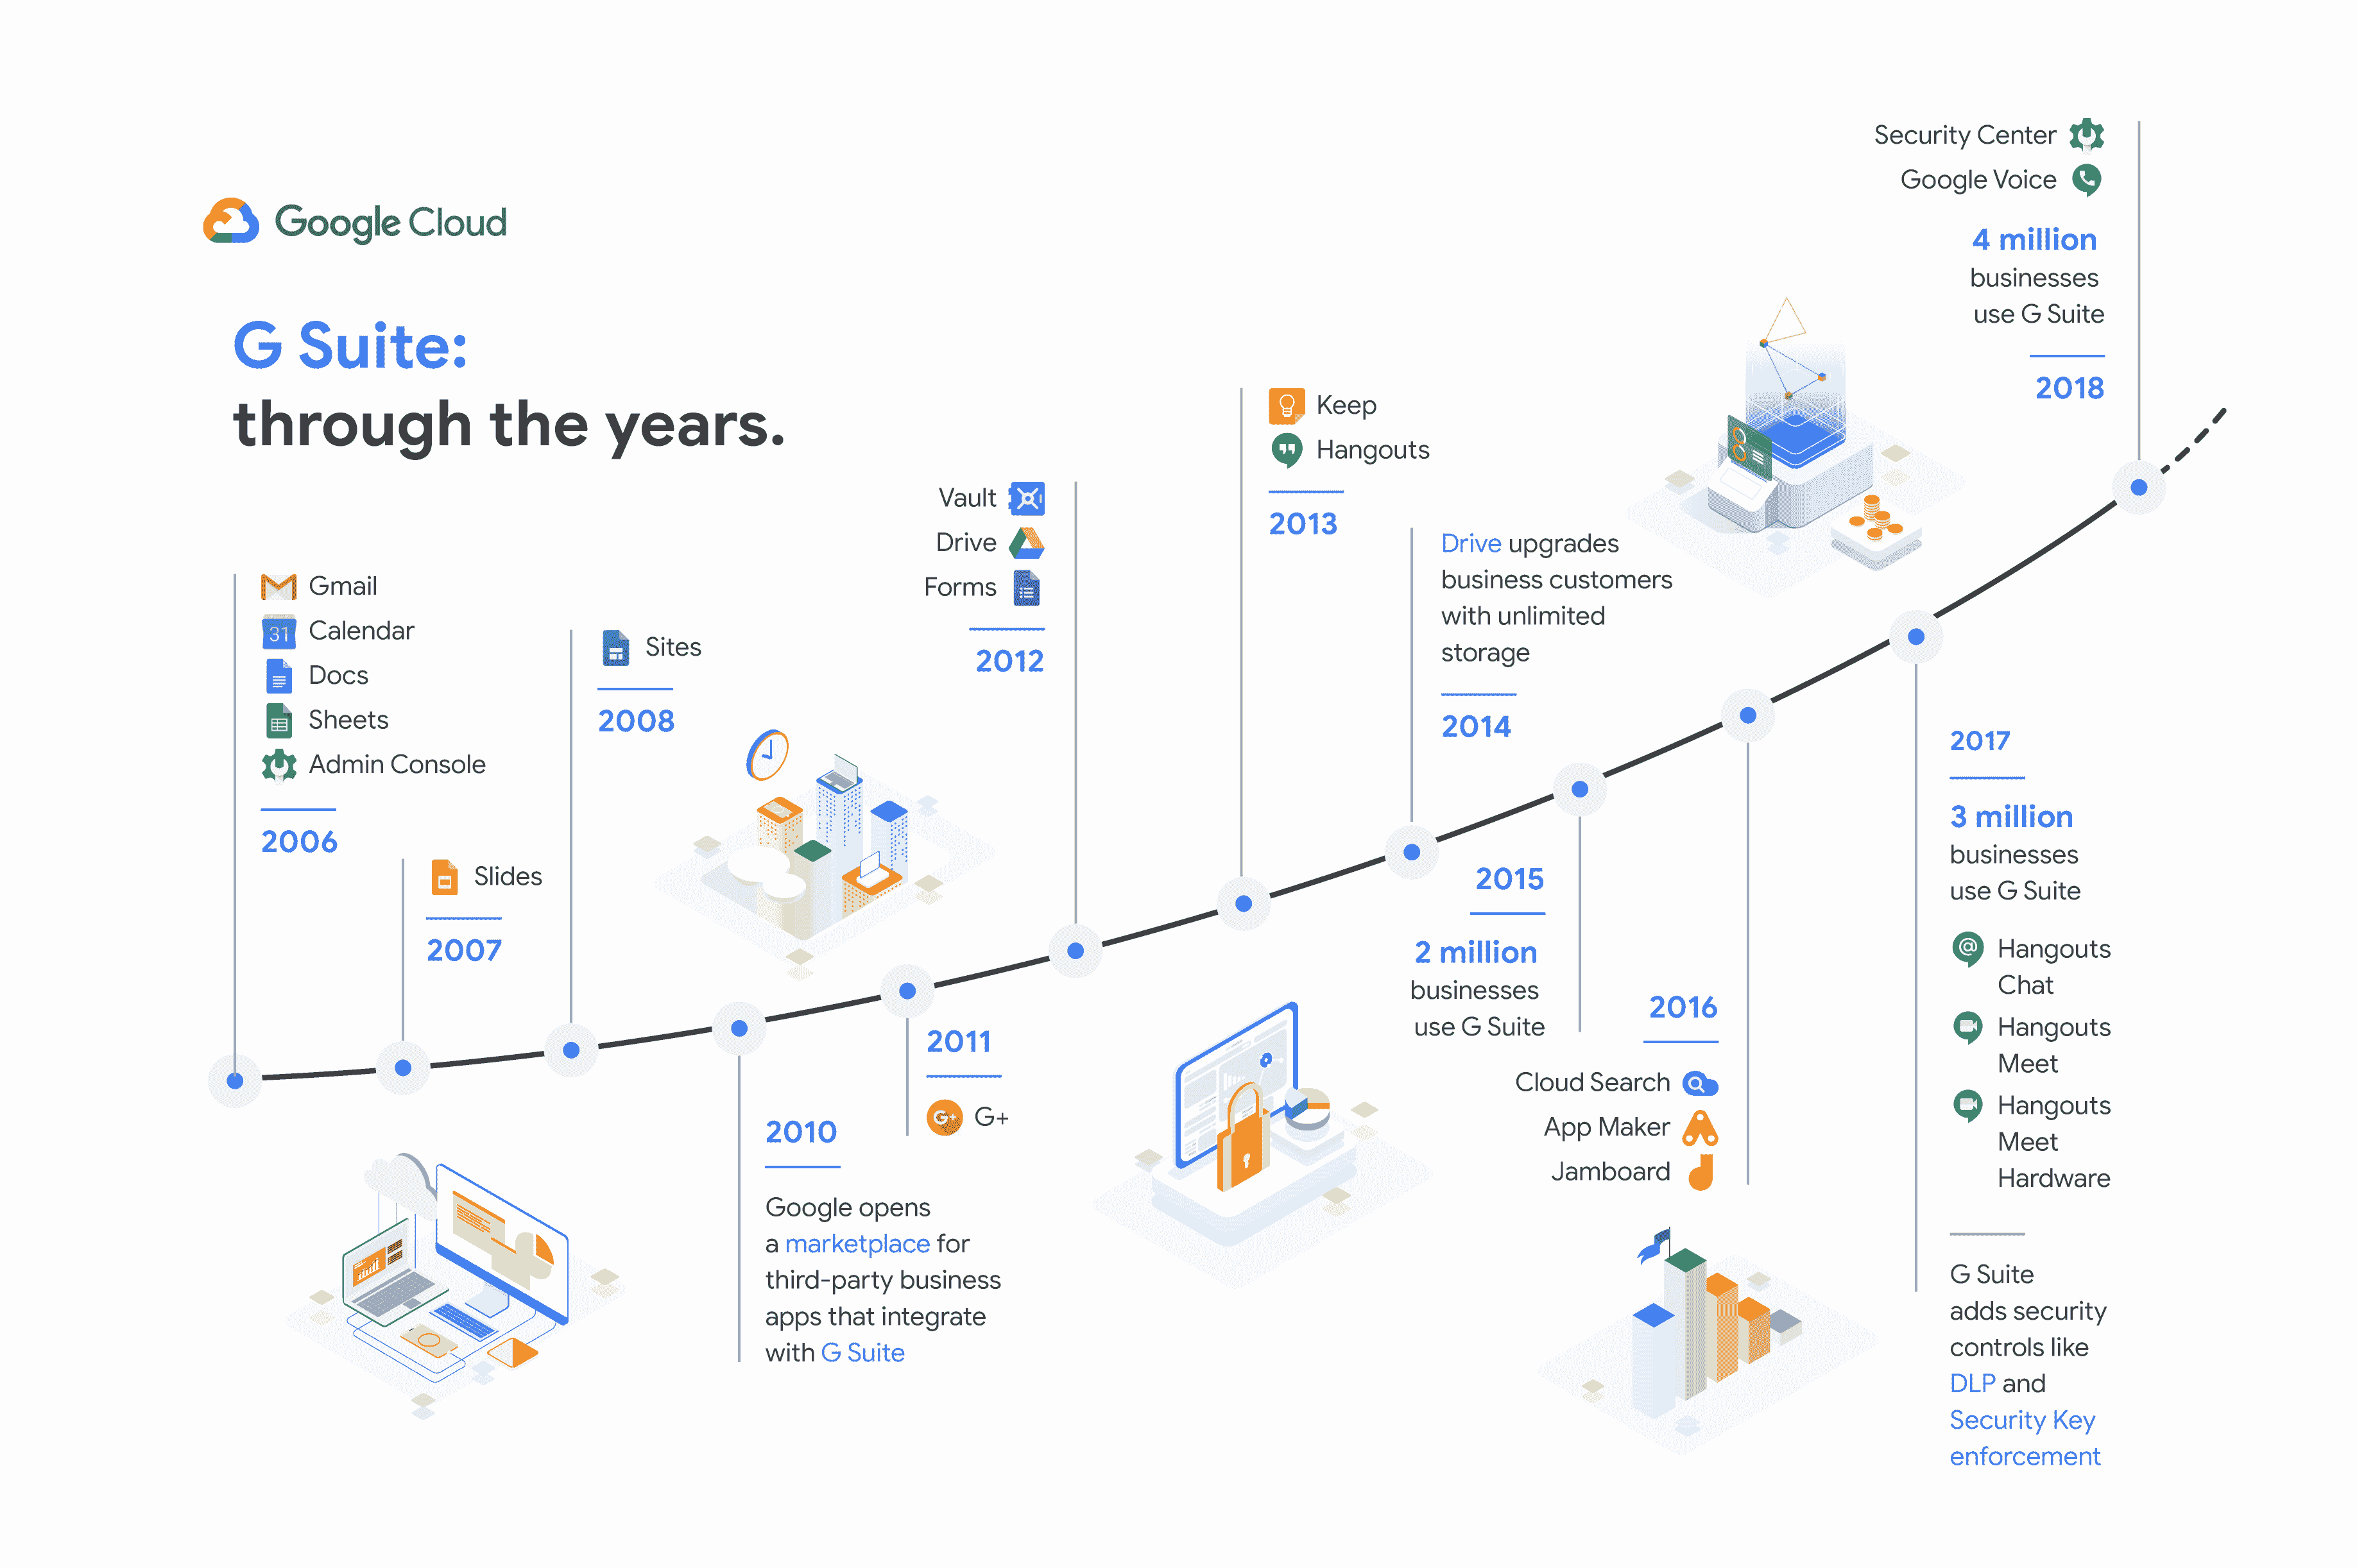 Google Cloud
G Suite:
through the years.
Gmail
31
Calendar
Docs
Sheets
Admin Console
2006
Slides
2007
Sites
2008
2010
Google opens
a marketplace for
third-party business
apps that integrate
with G Suite
2011
G+
G+
Vault
Drive
Forms
2012
Keep
Hangouts
2013
Drive upgrades
business customers
with unlimited
storage
2014
2015
2 million
businesses
use G Suite
2016
Cloud Search
App Maker
Jamboard
2017
3 million
businesses
use G Suite
@
Hangouts
Chat
Hangouts
Meet
Hangouts
Meet
Hardware
G Suite
adds security
controls like
DLP and
Security Key
enforcement
Security Center
Google Voice
4 million
businesses
use G Suite
2018